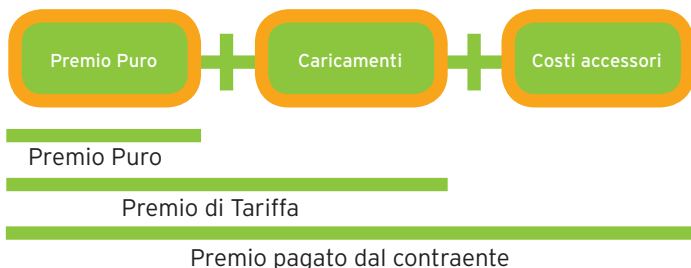 Premio Puro
Caricamenti
Costi accessori
Premio Puro
Premio di Tariffa
Premio pagato dal contraente